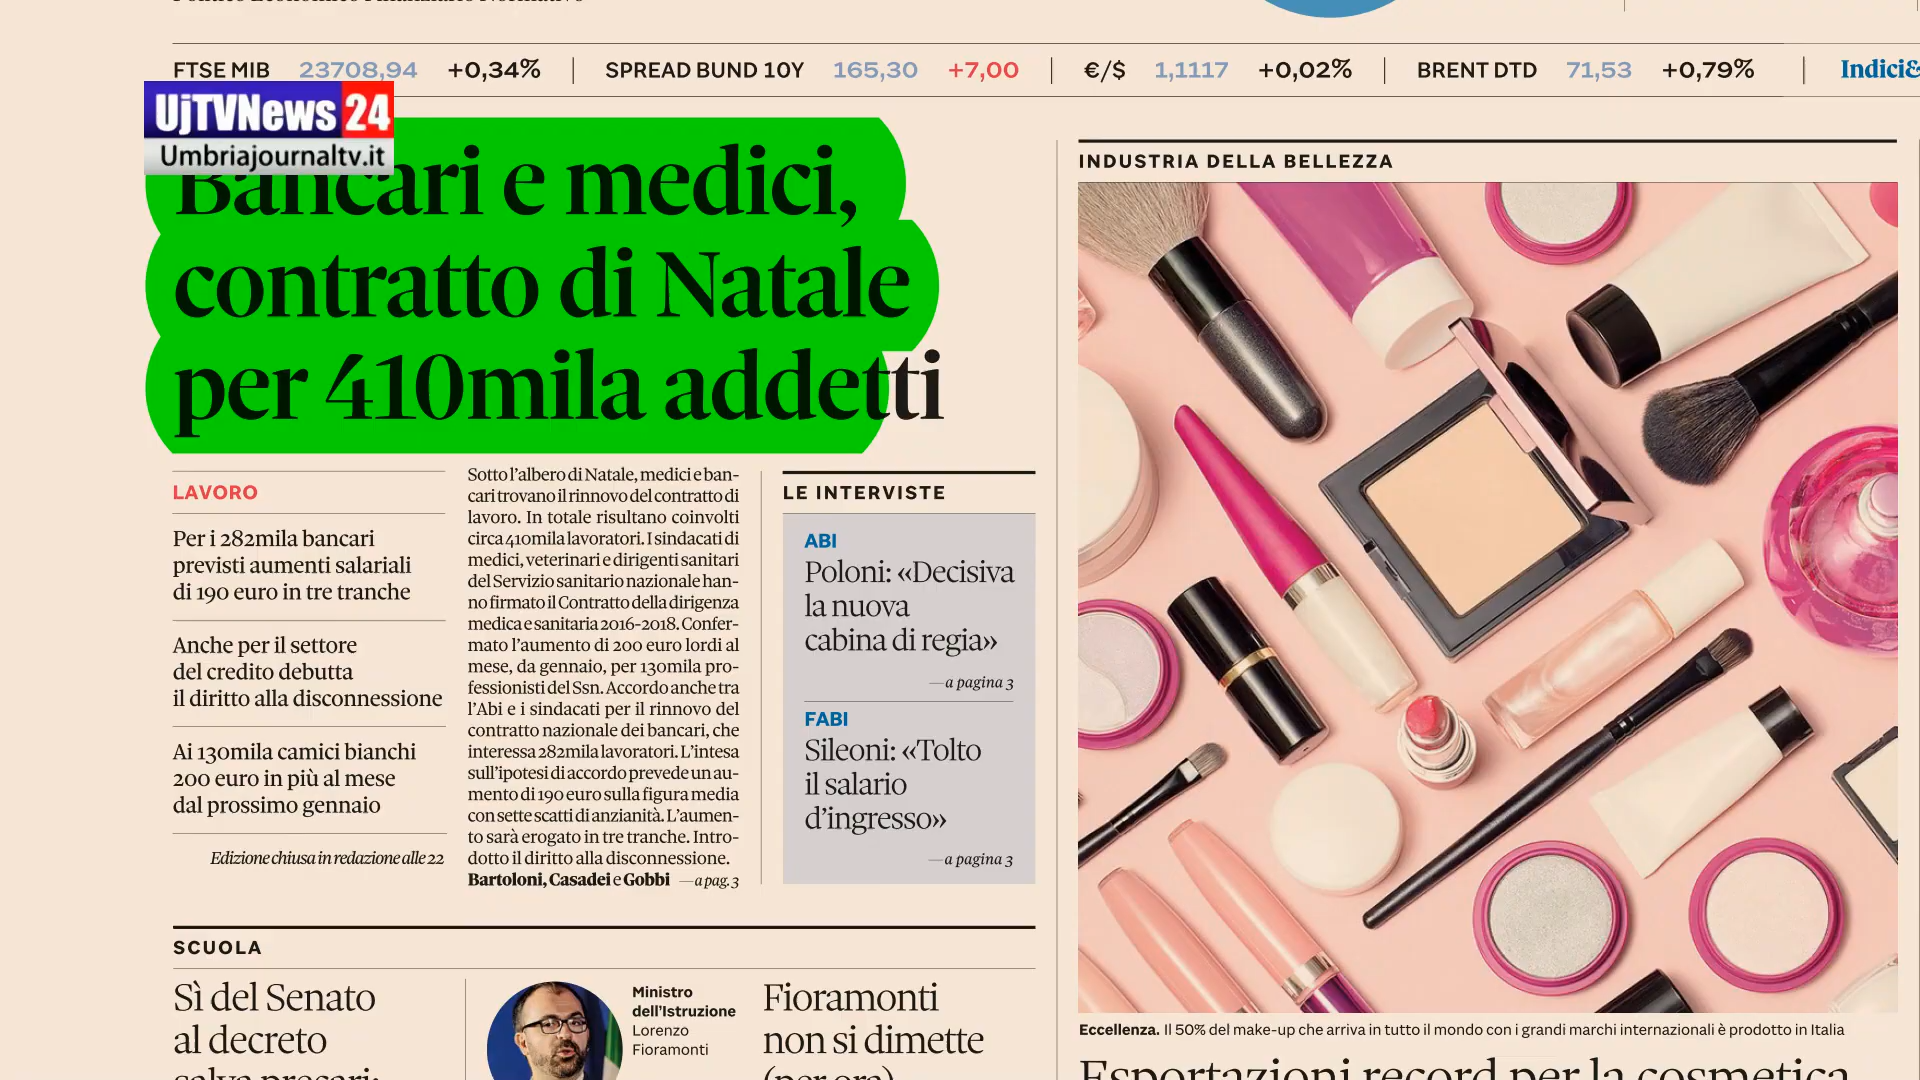 FTSE MIB 23708,94 +0,34% SPREAD BUND 10Y 165,30 +7,00 €/$ 1,1117 +0,02% BRENT DTD 71,53 +0,79% Indici&
UjTVNews 24
Umbriajournaltv.it
Bancari e medici,
contratto di Natale
per 410mila addetti
LAVORO
Per i 282mila bancari
previsti aumenti salariali
di 190 euro in tre tranche
Anche per il settore
del credito debutta
il diritto alla disconnessione
Ai 130mila camici bianchi
200 euro in più al mese
dal prossimo gennaio
Edizione chiusa in redazione alle 22
Sotto l'albero di Natale, medici e ban-
cari trovano il rinnovo del contratto di
lavoro. In totale risultano coinvolti
circa 410mila lavoratori. I sindacati di
medici, veterinari e dirigenti sanitari
del Servizio sanitario nazionale han-
no firmato il Contratto della dirigenza
medica e sanitaria 2016-2018. Confer-
mato l'aumento di 200 euro lordi al
mese, da gennaio, per 130mila pro-
fessionisti del Ssn. Accordo anche tra
l'Abi e i sindacati per il rinnovo del
contratto nazionale dei bancari, che
interessa 282mila lavoratori. L'intesa
sull'ipotesi di accordo prevede un au-
mento di 190 euro sulla figura media
con sette scatti di anzianità. L'aumen-
to sarà erogato in tre tranche. Intro-
dotto il diritto alla disconnessione.
Bartoloni, Casadei e Gobbi —a pag. 3
LE INTERVISTE
ABI
Poloni: «Decisiva
la nuova
cabina di regia»
—a pagina 3
FABI
Sileoni: «Tolto
il salario
d'ingresso»
—a pagina 3
INDUSTRIA DELLA BELLEZZA
Eccellenza. Il 50% del make-up che arriva in tutto il mondo con i grandi marchi internazionali è prodotto in Italia
Esportazioni record per la cosmetica
SCUOLA
Sì del Senato
al decreto
salva precari:
Ministro
dell'Istruzione
Lorenzo
Fioramonti
Fioramonti
non si dimette
(per ora)